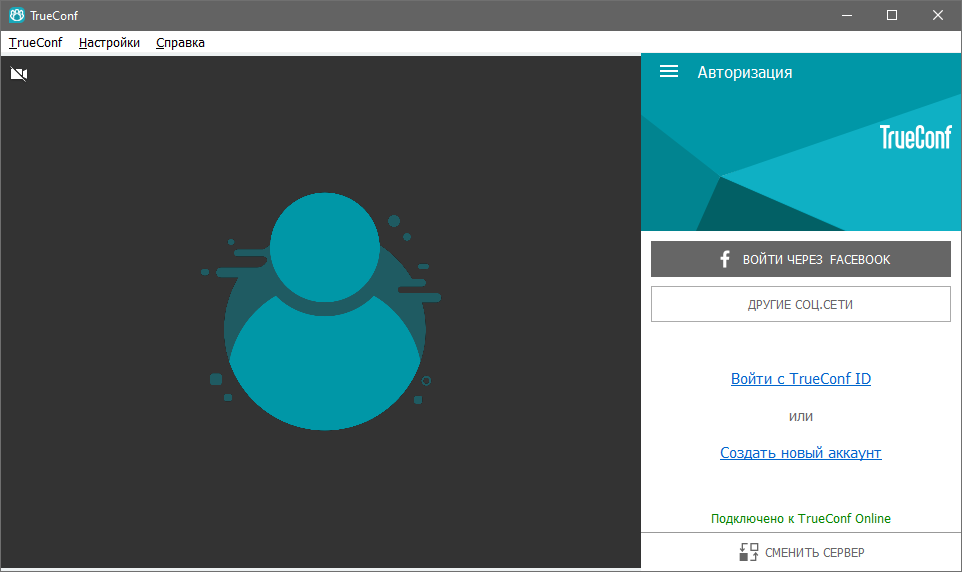 TrueConf
TrueConf Настройки Справка
Авторизация
TrueConf
ВОЙТИ ЧЕРЕЗ FACEBOOK
ДРУГИЕ СОЦ.СЕТИ
Войти с TrueConf ID
или
Создать новый аккаунт
Подключено к TrueConf Online
СМЕНИТЬ СЕРВЕР